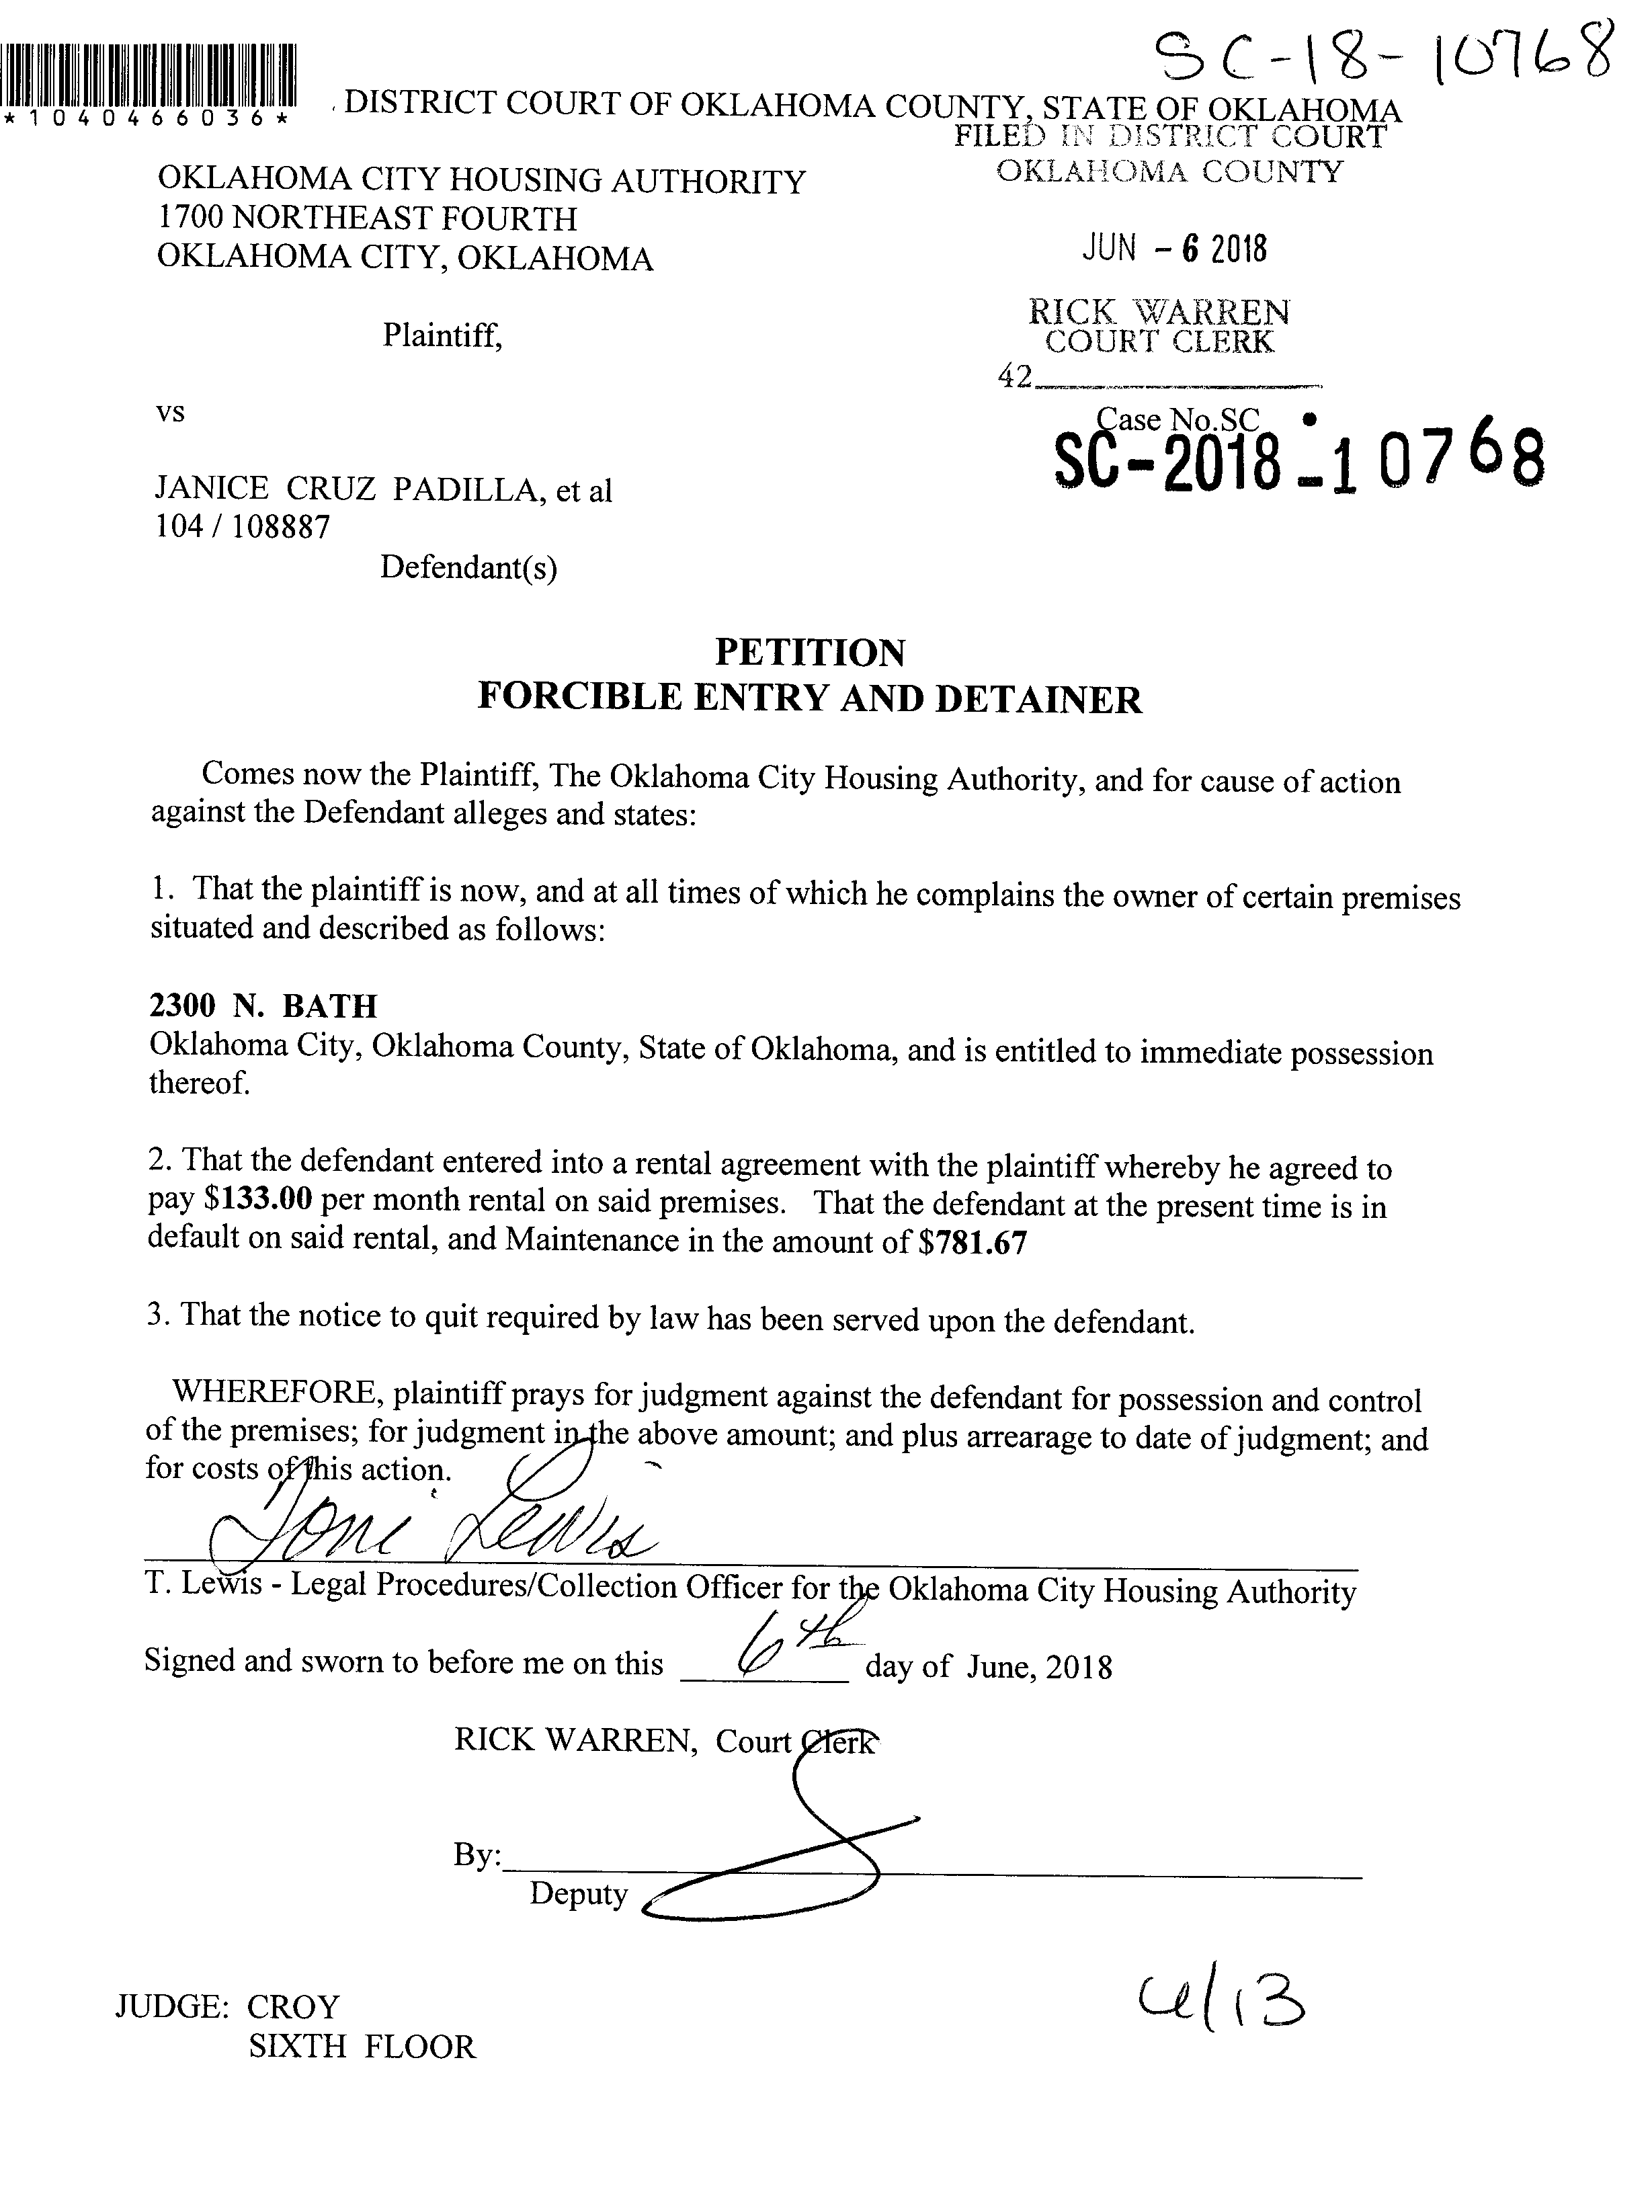 SC-18-10768
*1040466036*
DISTRICT COURT OF OKLAHOMA COUNTY, STATE OF OKLAHOMA
FILED IN DISTRICT COURT
OKLAHOMA COUNTY
OKLAHOMA CITY HOUSING AUTHORITY
1700 NORTHEAST FOURTH
OKLAHOMA CITY, OKLAHOMA
JUN - 6 2018
Plaintiff,
RICK WARREN
COURT CLERK
42
vs
Case No.SC
SC-2018-10768
JANICE CRUZ PADILLA, et al
104 / 108887
Defendant(s)
PETITION
FORCIBLE ENTRY AND DETAINER
Comes now the Plaintiff, The Oklahoma City Housing Authority, and for cause of action
against the Defendant alleges and states:
1. That the plaintiff is now, and at all times of which he complains the owner of certain premises
situated and described as follows:
2300 N. BATH
Oklahoma City, Oklahoma County, State of Oklahoma, and is entitled to immediate possession
thereof.
2. That the defendant entered into a rental agreement with the plaintiff whereby he agreed to
pay $133.00 per month rental on said premises. That the defendant at the present time is in
default on said rental, and Maintenance in the amount of $781.67
3. That the notice to quit required by law has been served upon the defendant.
WHEREFORE, plaintiff prays for judgment against the defendant for possession and control
of the premises; for judgment in the above amount; and plus arrearage to date of judgment; and
for costs of this action.
Toni Lewis
T. Lewis - Legal Procedures/Collection Officer for the Oklahoma City Housing Authority
Signed and sworn to before me on this 6th day of June, 2018
RICK WARREN, Court Clerk
By:
Deputy
6/13
JUDGE: CROY
SIXTH FLOOR